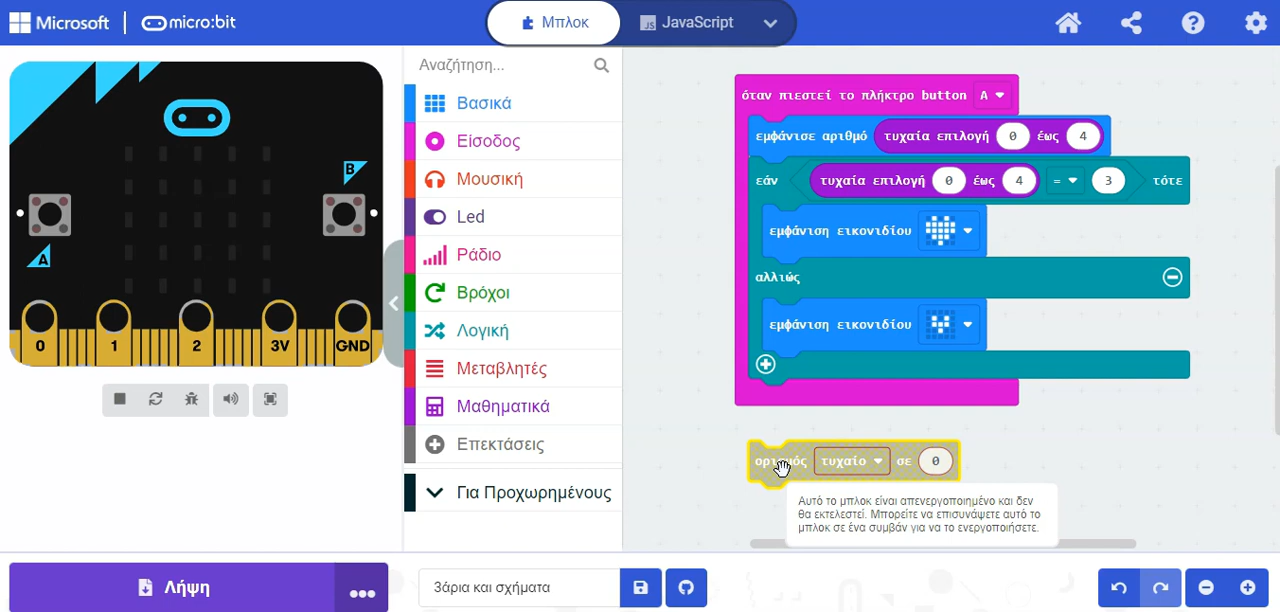 Microsoft micro:bit
Μπλοκ
JavaScript
Αναζήτηση...
Βασικά
Είσοδος
Μουσική
Led
Ράδιο
Βρόχοι
Λογική
Μεταβλητές
Μαθηματικά
Επεκτάσεις
Για Προχωρημένους
A
B
0 1 2 3V GND
όταν πιεστεί το πλήκτρο button A
εμφάνισε αριθμό τυχαία επιλογή 0 έως 4
εάν τυχαία επιλογή 0 έως 4 = 3 τότε
εμφάνιση εικονιδίου
αλλιώς
εμφάνιση εικονιδίου
ορισμός τυχαίο σε 0
Αυτό το μπλοκ είναι απενεργοποιημένο και δεν
θα εκτελεστεί. Μπορείτε να επισυνάψετε αυτό το
μπλοκ σε ένα συμβάν για να το ενεργοποιήσετε.
Λήψη
3άρια και σχήματα